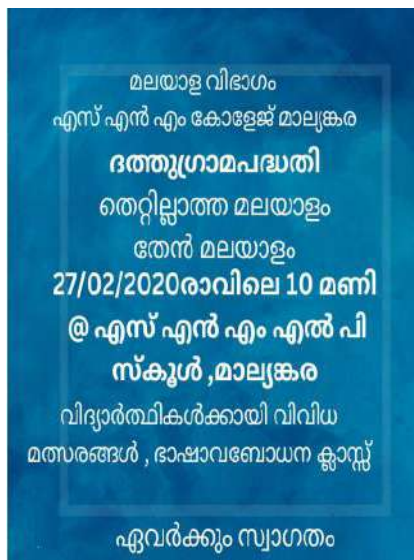 മലയാള വിഭാഗം
എസ് എൻ എം കോളേജ് മാല്യങ്കര
ദത്തുഗ്രാമപദ്ധതി
തെറ്റില്ലാത്ത മലയാളം
തേൻ മലയാളം
27/02/2020രാവിലെ 10 മണി
@ എസ് എൻ എം എൽ പി
സ്കൂൾ ,മാല്യങ്കര
വിദ്യാർത്ഥികൾക്കായി വിവിധ
മത്സരങ്ങൾ , ഭാഷാവബോധന ക്ലാസ്സ്
ഏവർക്കും സ്വാഗതം